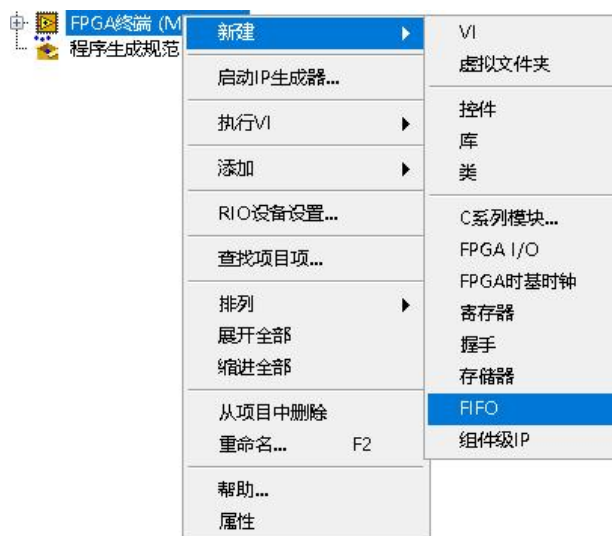 FPGA终端 (M
程序生成规范
新建
启动IP生成器...
执行VI
添加
RIO设备设置...
查找项目项...
排列
展开全部
缩进全部
从项目中删除
重命名... F2
帮助...
属性
VI
虚拟文件夹
控件
库
类
C系列模块...
FPGA I/O
FPGA时基时钟
寄存器
握手
存储器
FIFO
组件级IP